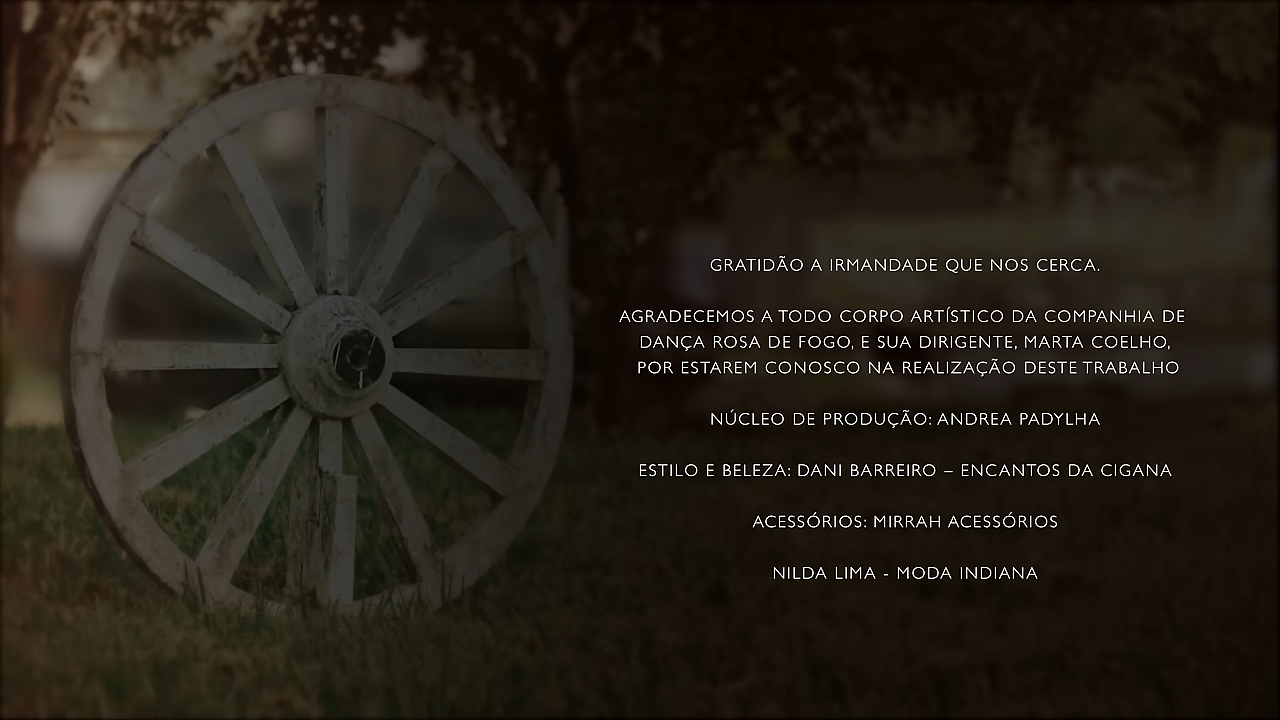 GRATIDÃO A IRMANDADE QUE NOS CERCA.
AGRADECEMOS A TODO CORPO ARTÍSTICO DA COMPANHIA DE
DANÇA ROSA DE FOGO, E SUA DIRIGENTE, MARTA COELHO,
POR ESTAREM CONOSCO NA REALIZAÇÃO DESTE TRABALHO
NÚCLEO DE PRODUÇÃO: ANDREA PADYLHA
ESTILO E BELEZA: DANI BARREIRO – ENCANTOS DA CIGANA
ACESSÓRIOS: MIRRAH ACESSÓRIOS
NILDA LIMA - MODA INDIANA